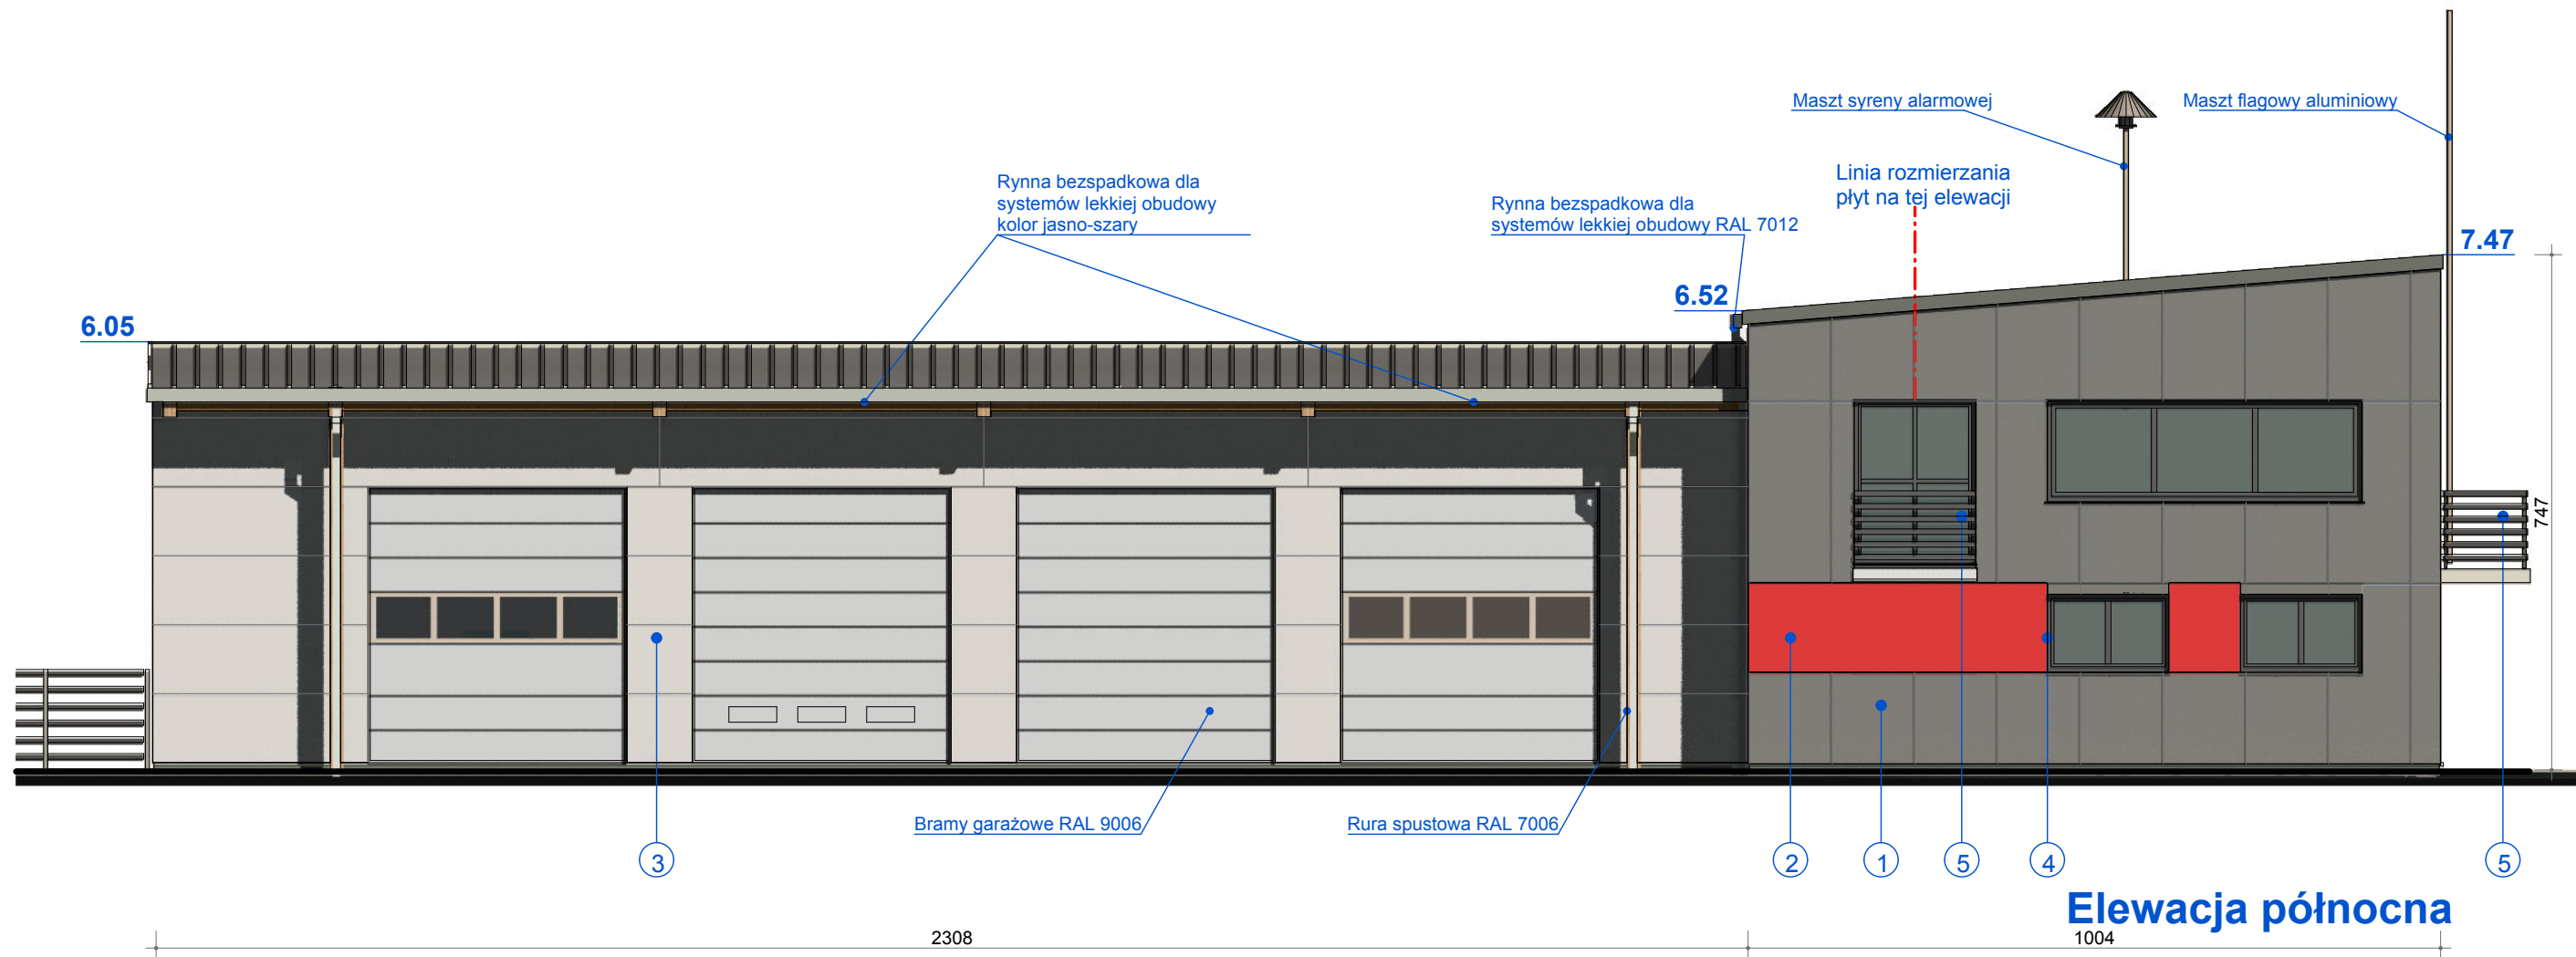 Maszt syreny alarmowej
Maszt flagowy aluminiowy
Linia rozmierzania
płyt na tej elewacji
Rynna bezspadkowa dla
systemów lekkiej obudowy
kolor jasno-szary
Rynna bezspadkowa dla
systemów lekkiej obudowy RAL 7012
7.47
6.52
6.05
747
Bramy garażowe RAL 9006
Rura spustowa RAL 7006
3
2
1
5
4
5
Elewacja północna
2308
1004